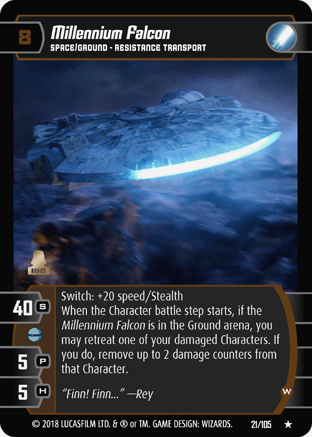 8
Millennium Falcon
SPACE/GROUND - RESISTANCE TRANSPORT
IDC
40 S
5 P
5 H
Switch: +20 speed/Stealth
When the Character battle step starts, if the
Millennium Falcon is in the Ground arena, you
may retreat one of your damaged Characters. If
you do, remove up to 2 damage counters from
that Character.
“Finn! Finn...” —Rey
W
© 2018 LUCASFILM LTD. & ® or TM. GAME DESIGN: WIZARDS.
21/105